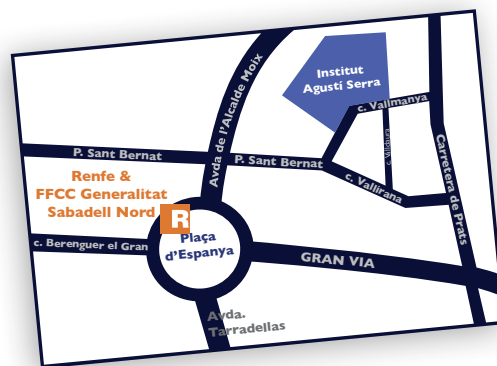 Institut
Agustí Serra
c. Vallmanya
Avda de l'Alcalde Moix
P. Sant Bernat
P. Sant Bernat
c. Vallirana
Carretera de Prats
Renfe &
FFCC Generalitat
Sabadell Nord
R
c. Berenguer el Gran
Plaça
d'Espanya
GRAN VIA
Avda.
Tarradellas